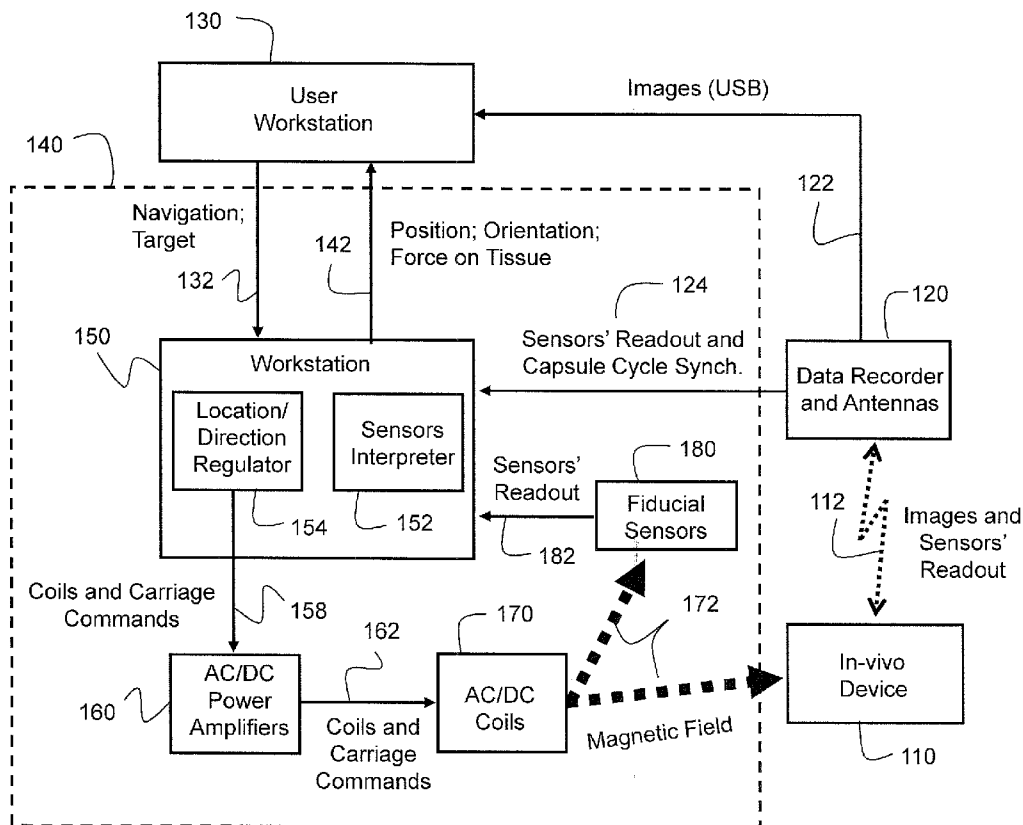 130
User
Workstation
Images (USB)
140
122
Navigation;
Target
132
142
Position; Orientation;
Force on Tissue
124
120
150
Workstation
Sensors' Readout and
Capsule Cycle Synch.
Data Recorder
and Antennas
Location/
Direction
Regulator
Sensors
Interpreter
154
152
Sensors'
Readout
182
180
Fiducial
Sensors
112
Images and
Sensors'
Readout
Coils and Carriage
Commands
158
162
170
172
AC/DC
Power
Amplifiers
160
Coils and
Carriage
Commands
AC/DC
Coils
Magnetic Field
In-vivo
Device
110